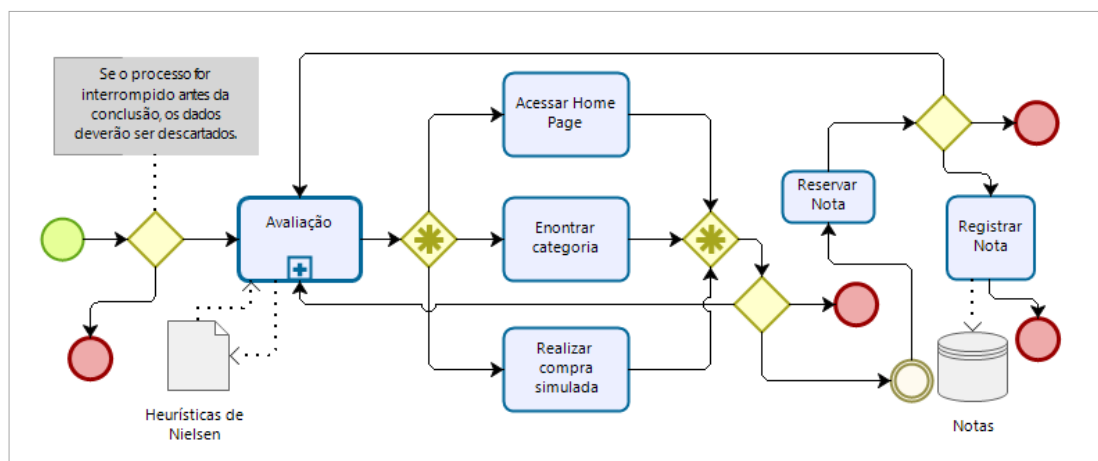 Se o processo for
interrompido antes da
conclusão, os dados
deverão ser descartados.
Acessar Home
Page
Avaliação
Enontrar
categoria
Reservar
Nota
Registrar
Nota
Realizar
compra
simulada
Heurísticas de
Nielsen
Notas